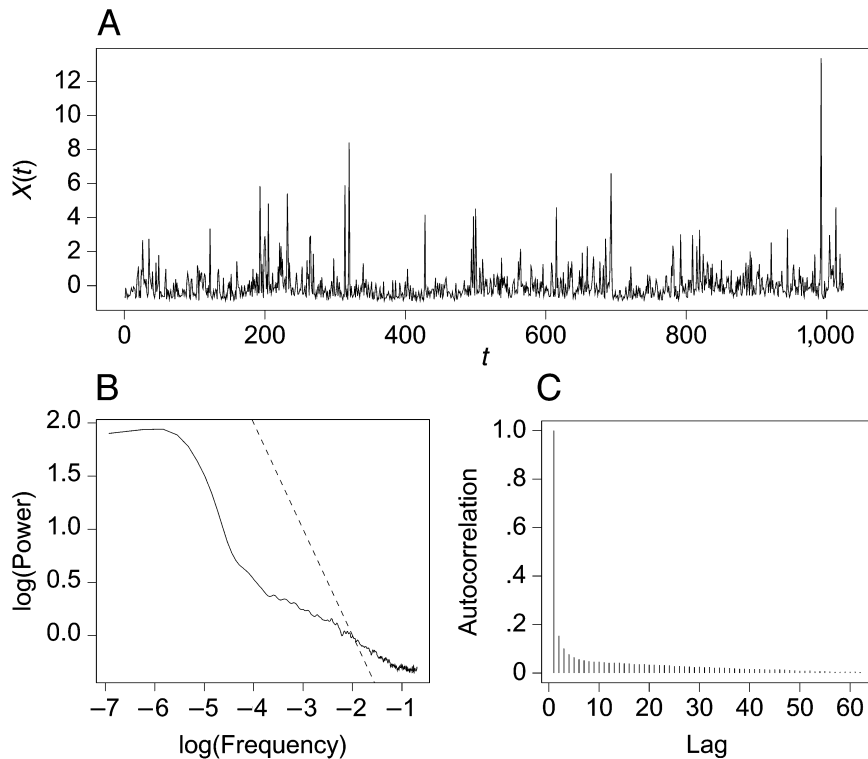 A
X(t)
12
10
8
6
4
2
0
0 200 400 600 800 1,000
t
B
log(Power)
2.0
1.5
1.0
0.5
0.0
–7 –6 –5 –4 –3 –2 –1
log(Frequency)
C
Autocorrelation
1.0
.8
.6
.4
.2
0
0 10 20 30 40 50 60
Lag